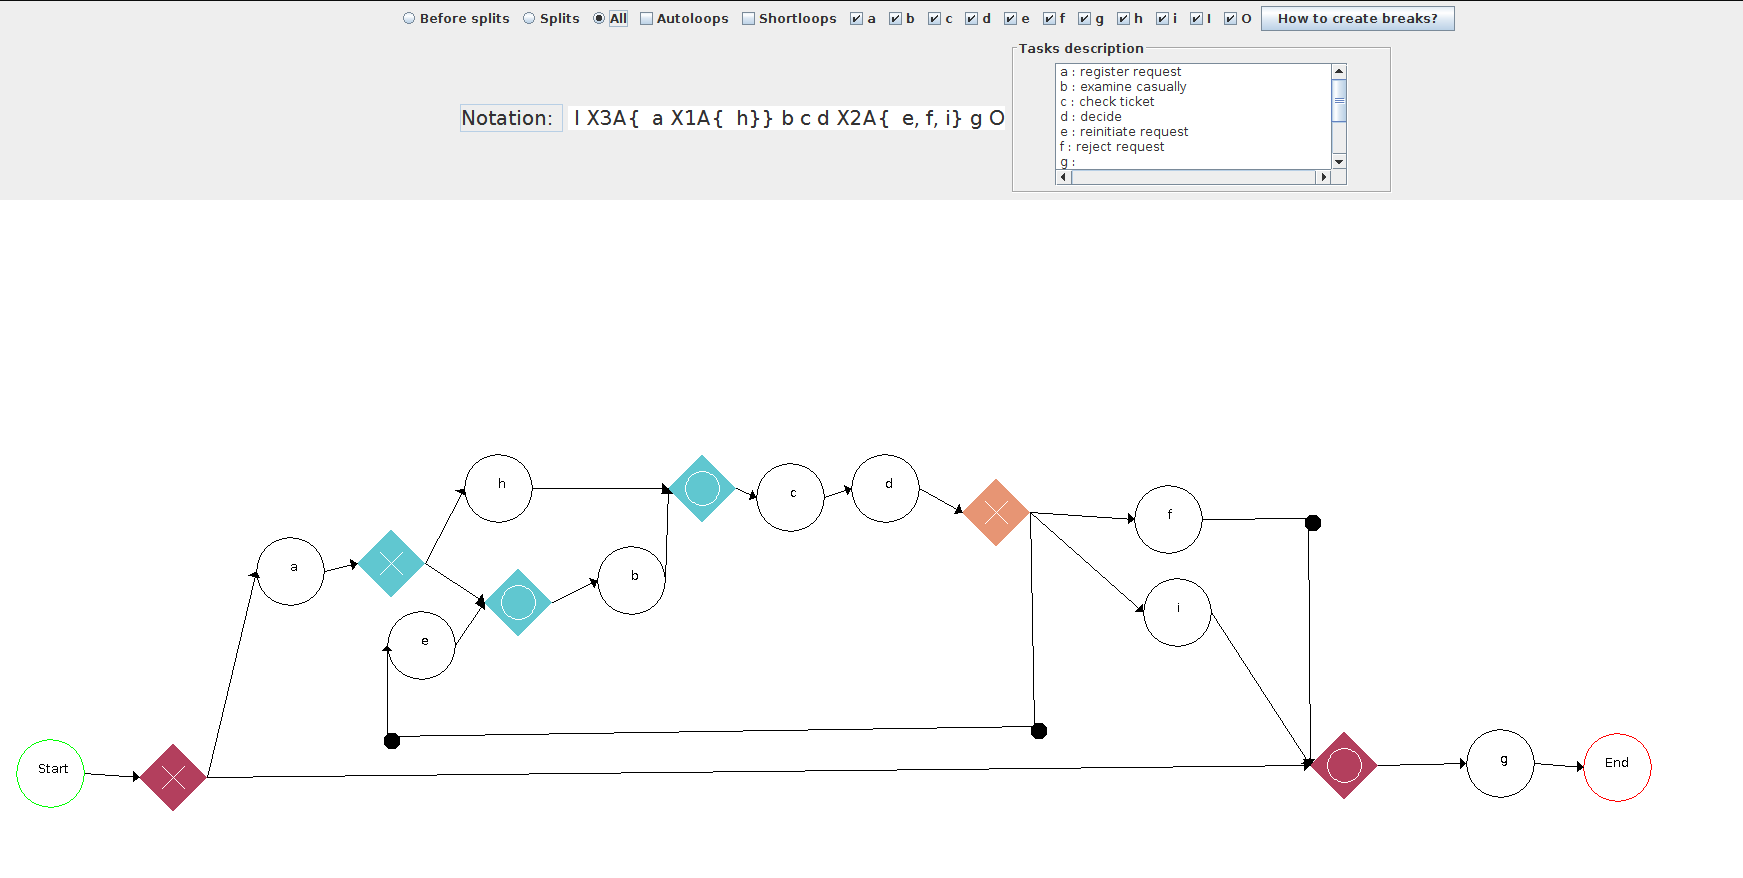 Before splits Splits All Autoloops Shortloops a b c d e f g h i I O How to create breaks?
Tasks description
a : register request
b : examine casually
c : check ticket
d : decide
e : reinitiate request
f : reject request
g :
Notation: I X3A{ a X1A{ h}} b c d X2A{ e, f, i} g O
h
d
c
f
a
b
i
e
Start
g
End